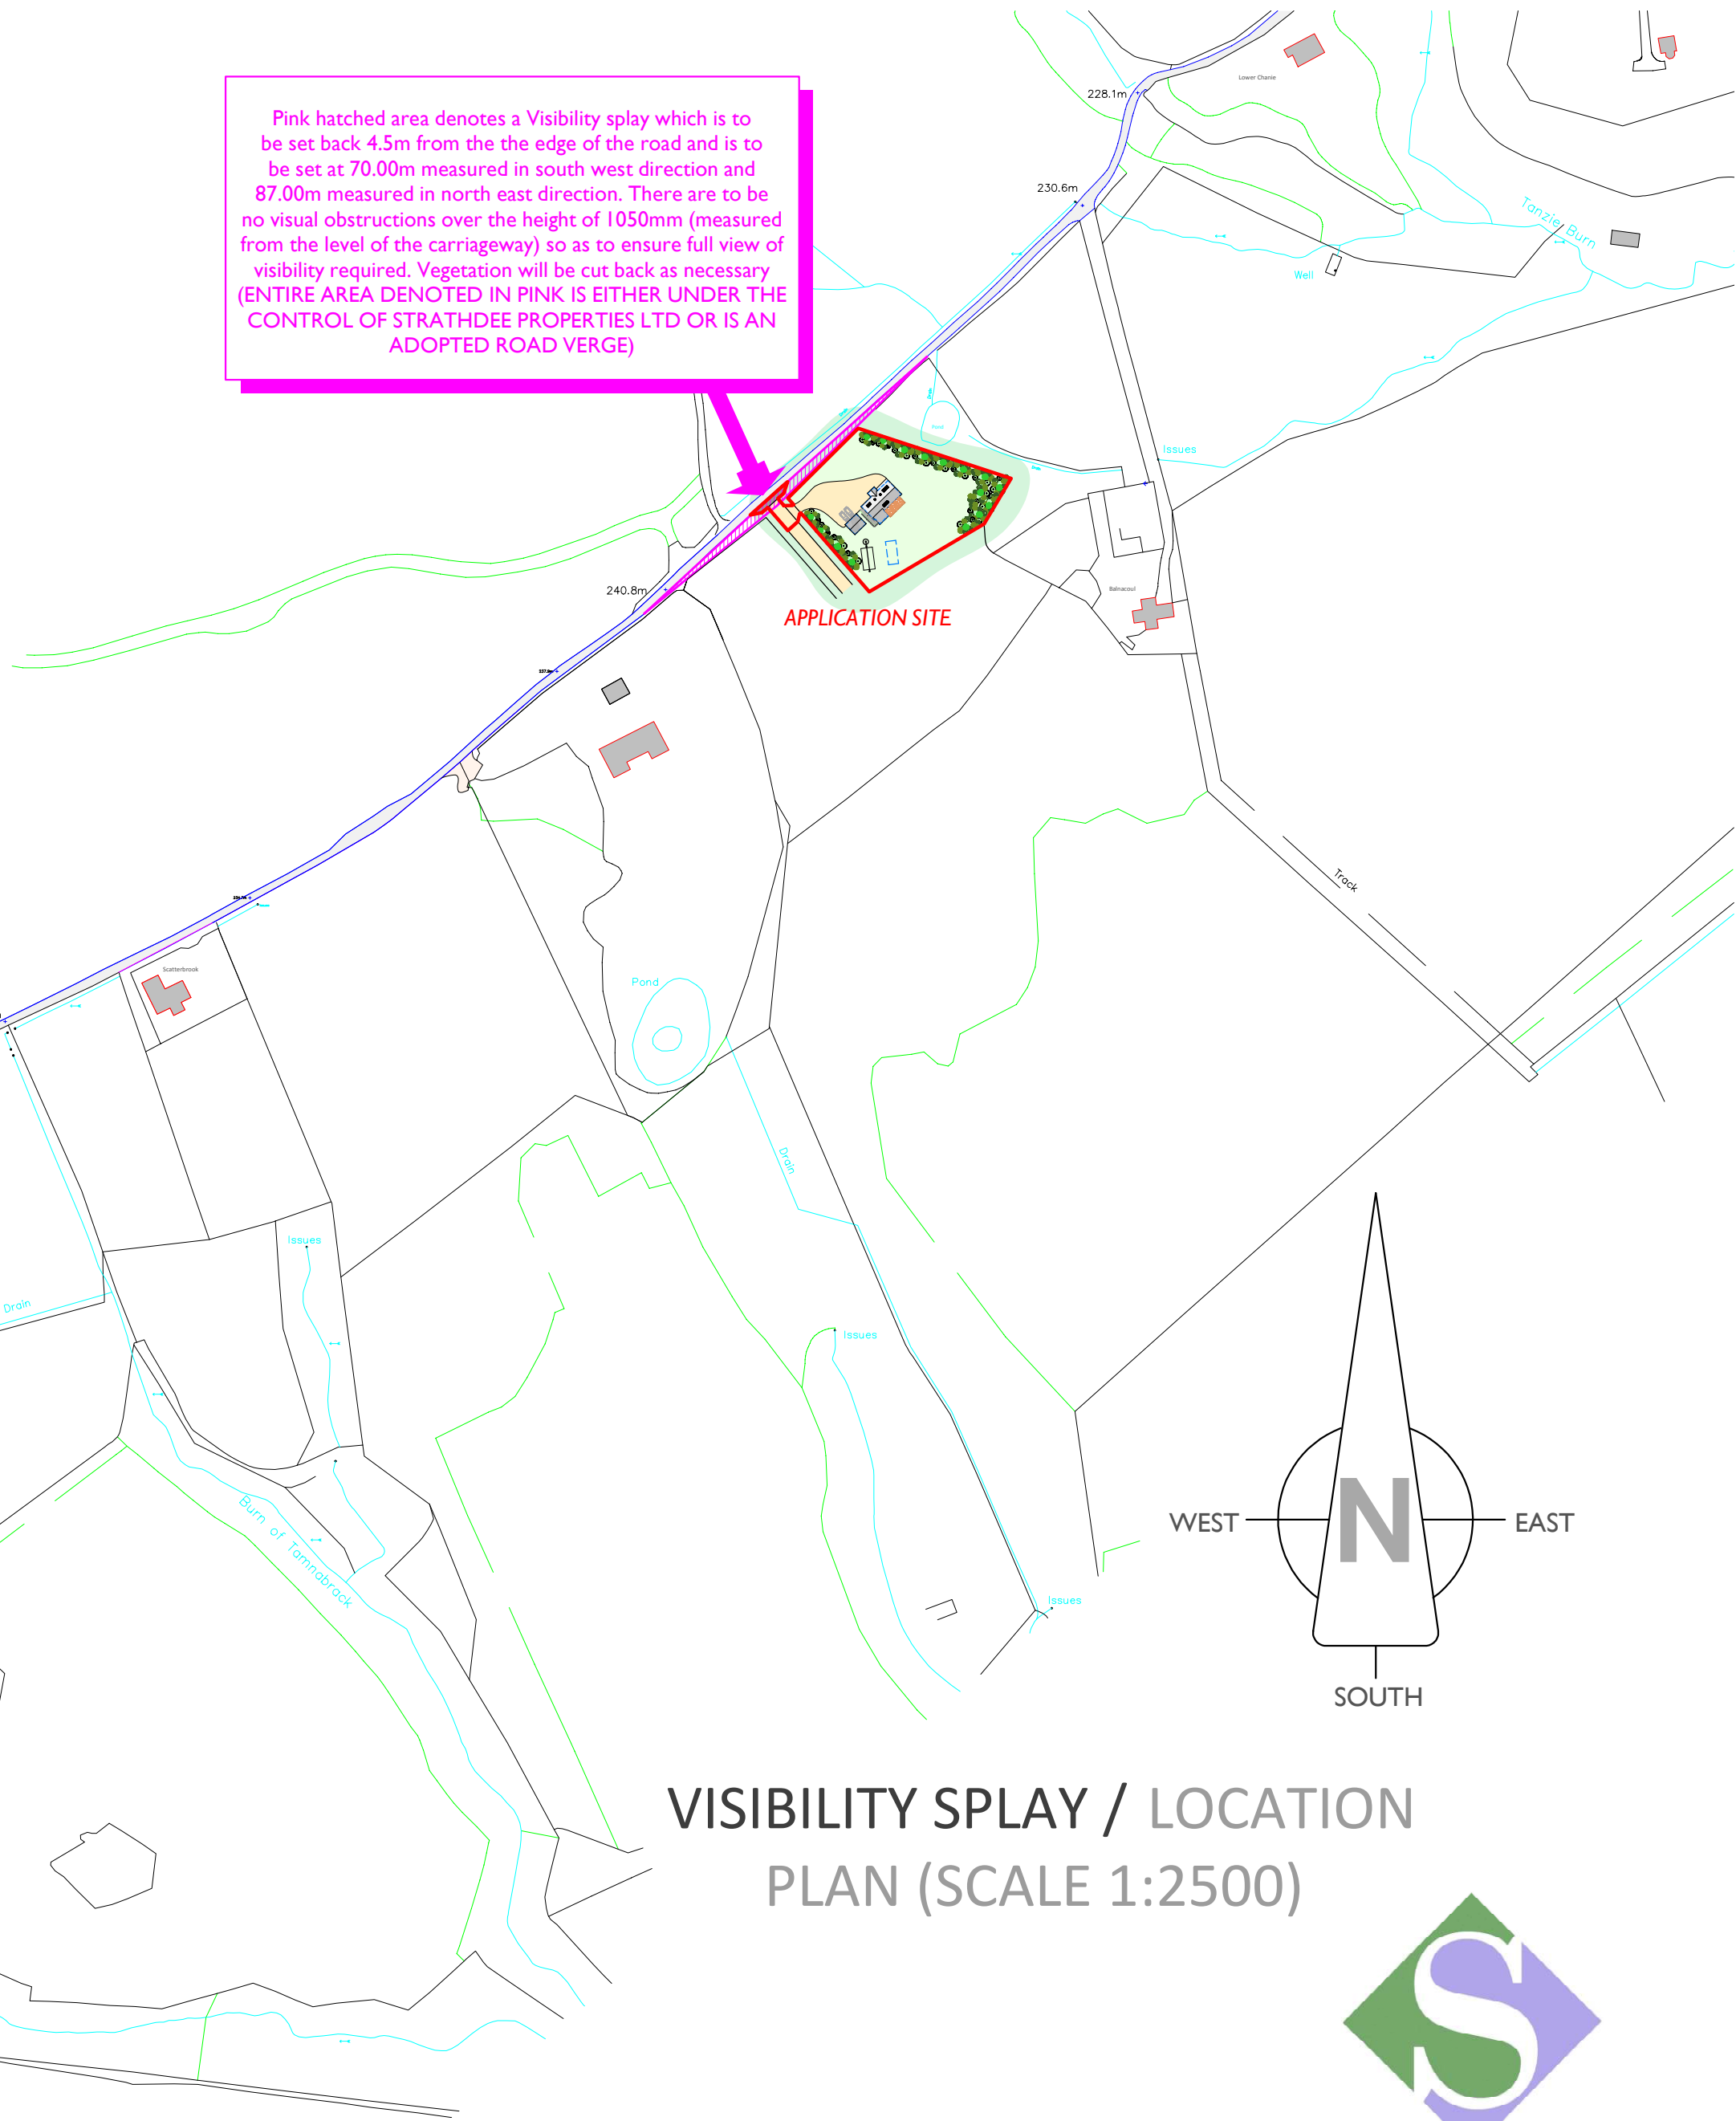 Pink hatched area denotes a Visibility splay which is to
be set back 4.5m from the the edge of the road and is to
be set at 70.00m measured in south west direction and
87.00m measured in north east direction. There are to be
no visual obstructions over the height of 1050mm (measured
from the level of the carriageway) so as to ensure full view of
visibility required. Vegetation will be cut back as necessary
(ENTIRE AREA DENOTED IN PINK IS EITHER UNDER THE
CONTROL OF STRATHDEE PROPERTIES LTD OR IS AN
ADOPTED ROAD VERGE)
Lower Chanie
228.1m
230.6m
Tanzie Burn
Well
Pond
Issues
Balnacoul
240.8m
APPLICATION SITE
Track
Scatterbrook
Pond
Drain
Issues
Drain
Issues
Burn of Tamnabrack
Issues
N
WEST
EAST
SOUTH
VISIBILITY SPLAY / LOCATION
PLAN (SCALE 1:2500)
S